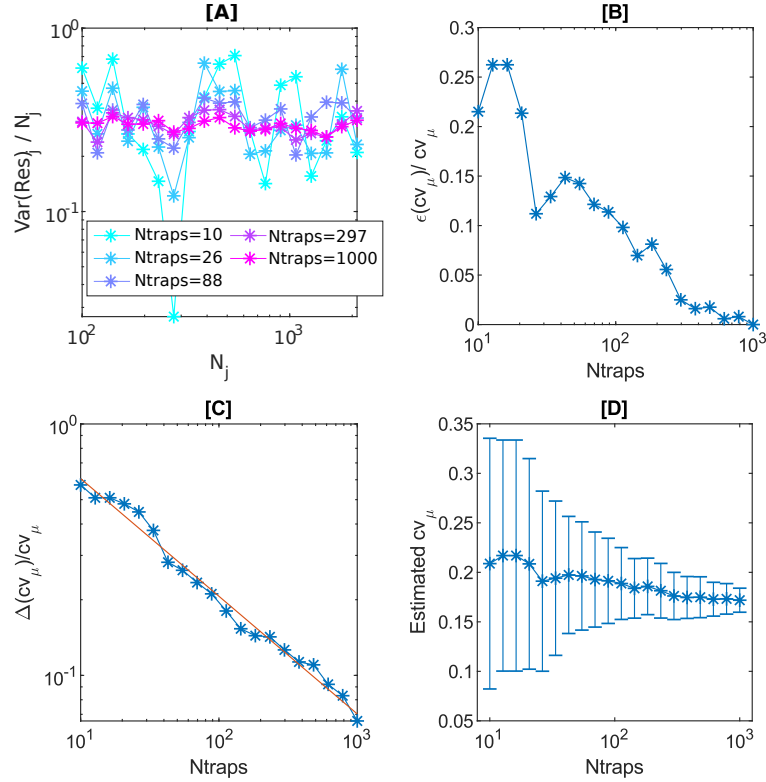 [A]
10^0
10^-1
Var(Res)_j / N_j
Ntraps=10
Ntraps=26
Ntraps=88
Ntraps=297
Ntraps=1000
10^2
10^3
N_j
[B]
0.3
0.25
0.2
0.15
0.1
0.05
0
ϵ(cv_μ)/ cv_μ
10^1
10^2
10^3
Ntraps
[C]
10^0
10^-1
Δ(cv_μ)/cv_μ
10^1
10^2
10^3
Ntraps
[D]
0.35
0.3
0.25
0.2
0.15
0.1
0.05
Estimated cv_μ
10^1
10^2
10^3
Ntraps